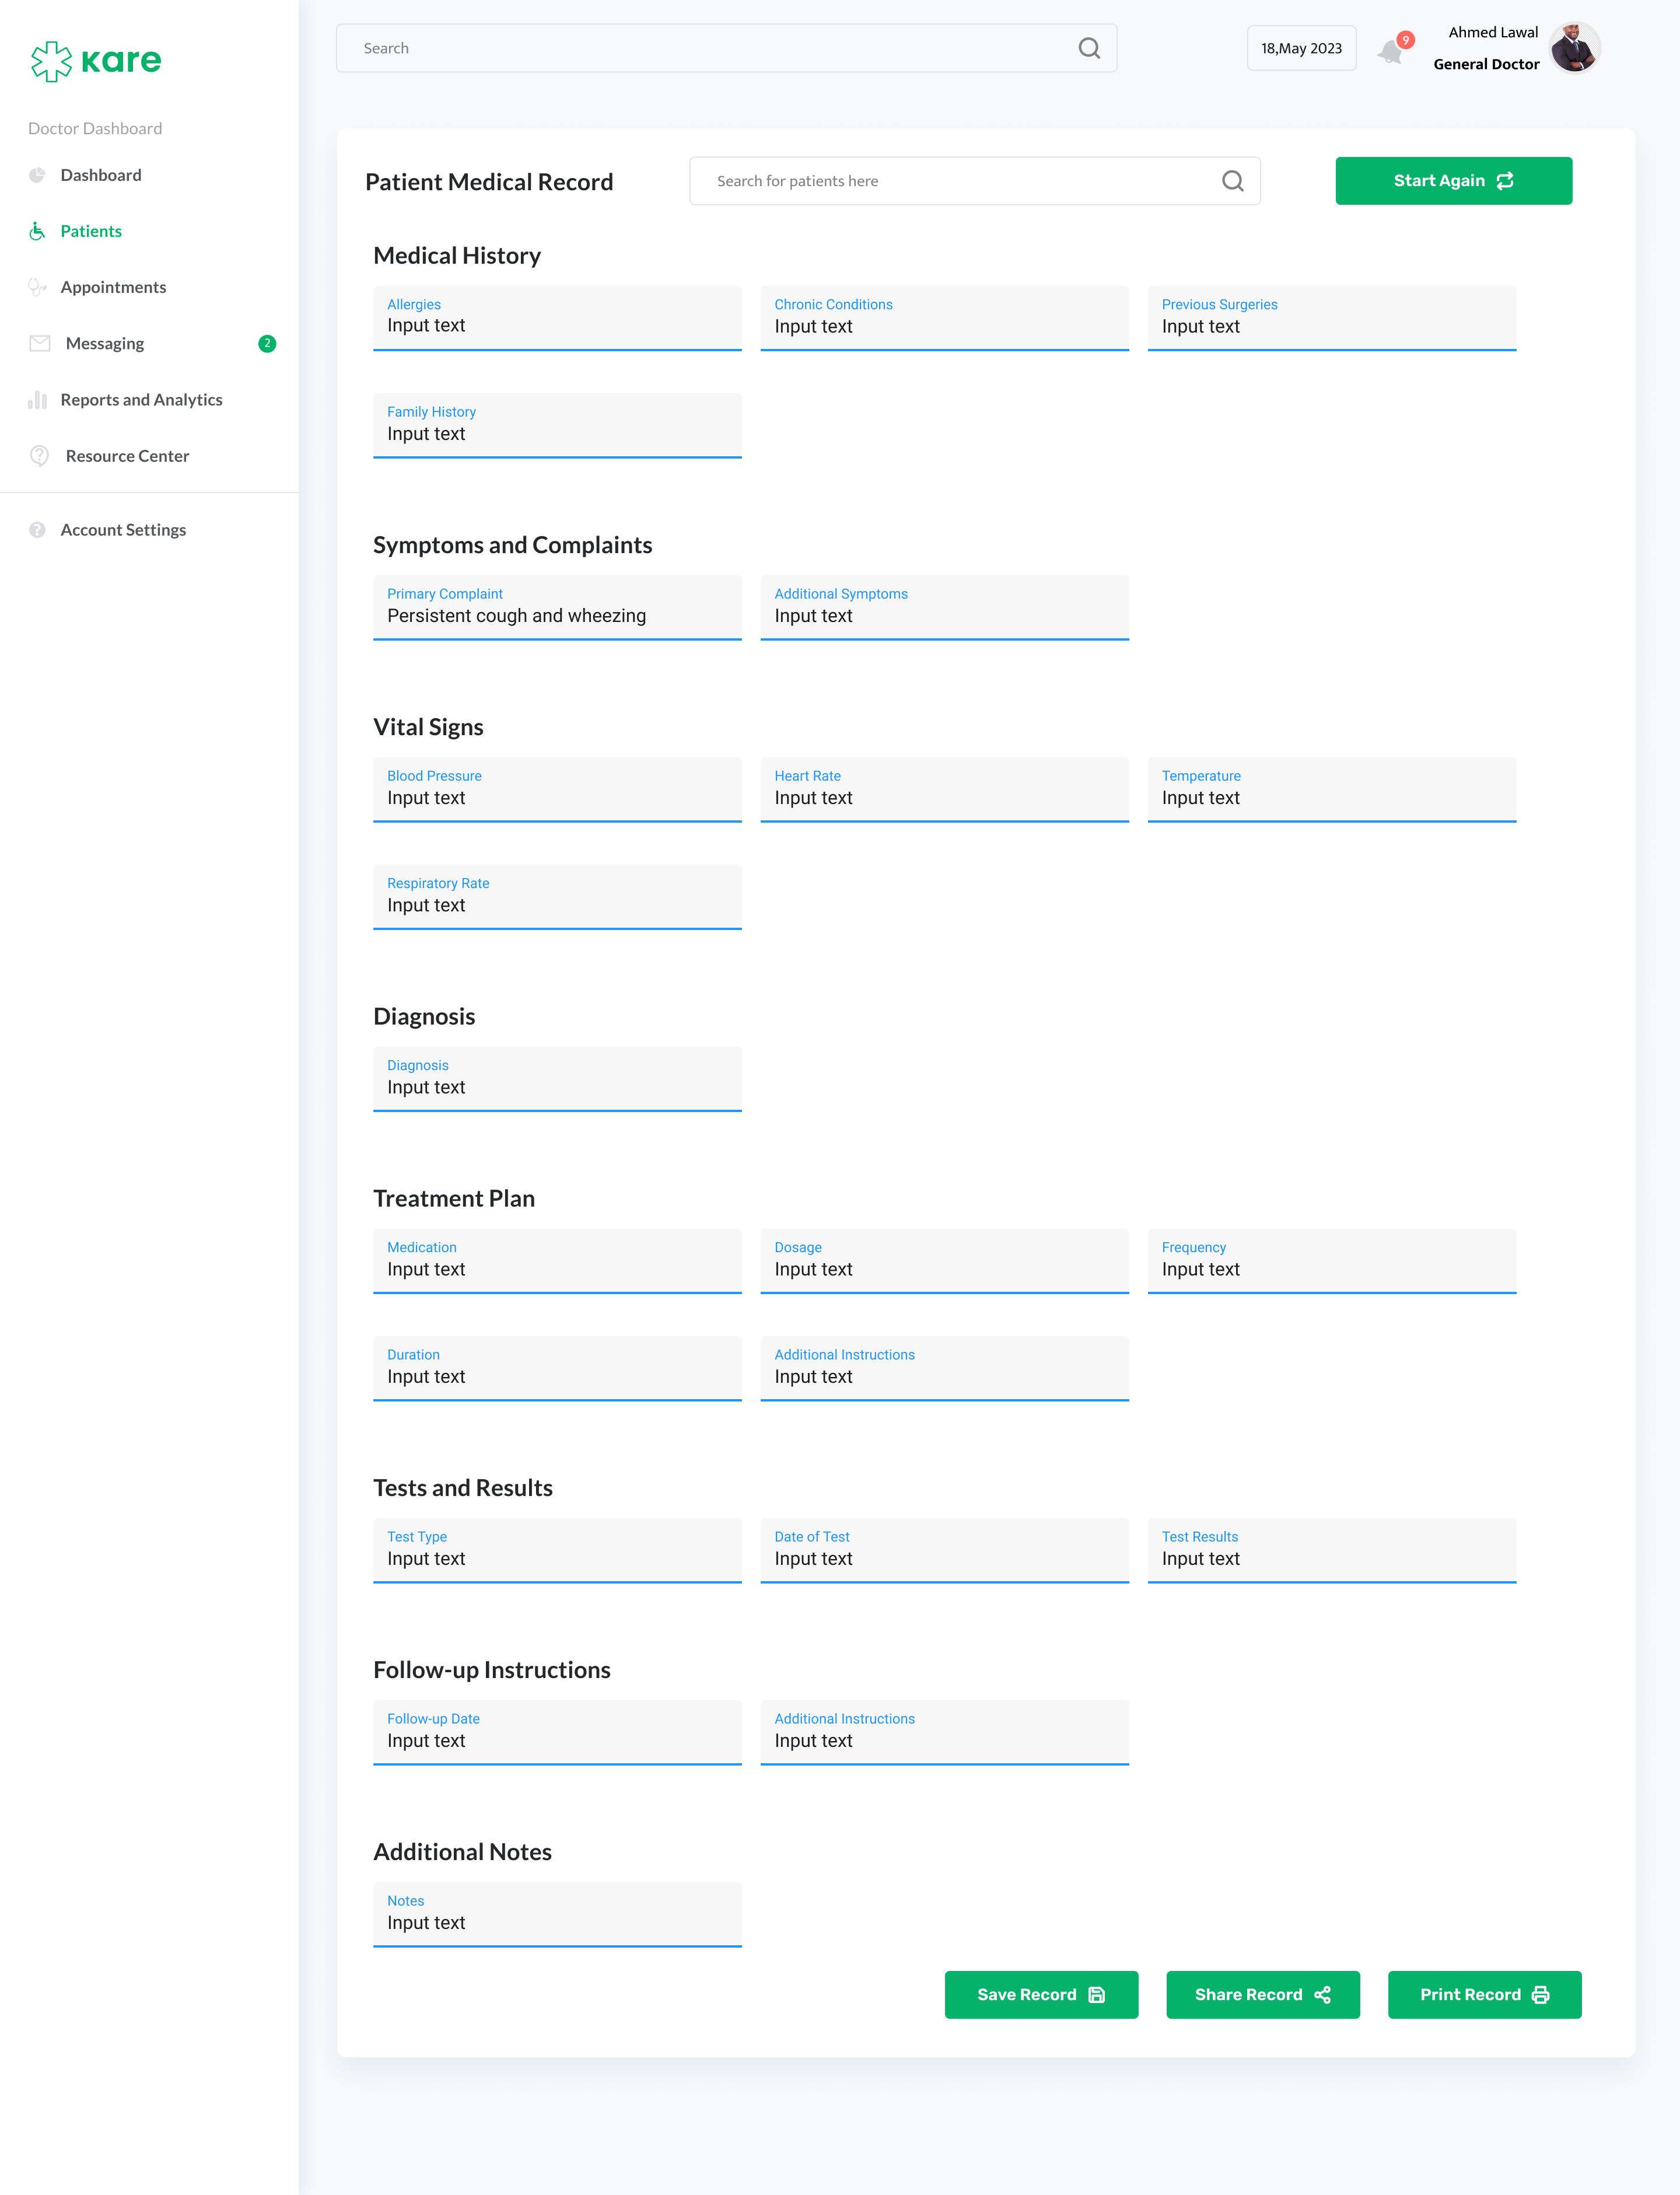 kare
Doctor Dashboard
Dashboard
Patients
Appointments
Messaging 2
Reports and Analytics
Resource Center
Account Settings
Search
18,May 2023
9
Ahmed Lawal
General Doctor
Patient Medical Record
Search for patients here
Start Again
Medical History
Allergies
Input text
Chronic Conditions
Input text
Previous Surgeries
Input text
Family History
Input text
Symptoms and Complaints
Primary Complaint
Persistent cough and wheezing
Additional Symptoms
Input text
Vital Signs
Blood Pressure
Input text
Heart Rate
Input text
Temperature
Input text
Respiratory Rate
Input text
Diagnosis
Diagnosis
Input text
Treatment Plan
Medication
Input text
Dosage
Input text
Frequency
Input text
Duration
Input text
Additional Instructions
Input text
Tests and Results
Test Type
Input text
Date of Test
Input text
Test Results
Input text
Follow-up Instructions
Follow-up Date
Input text
Additional Instructions
Input text
Additional Notes
Notes
Input text
Save Record
Share Record
Print Record